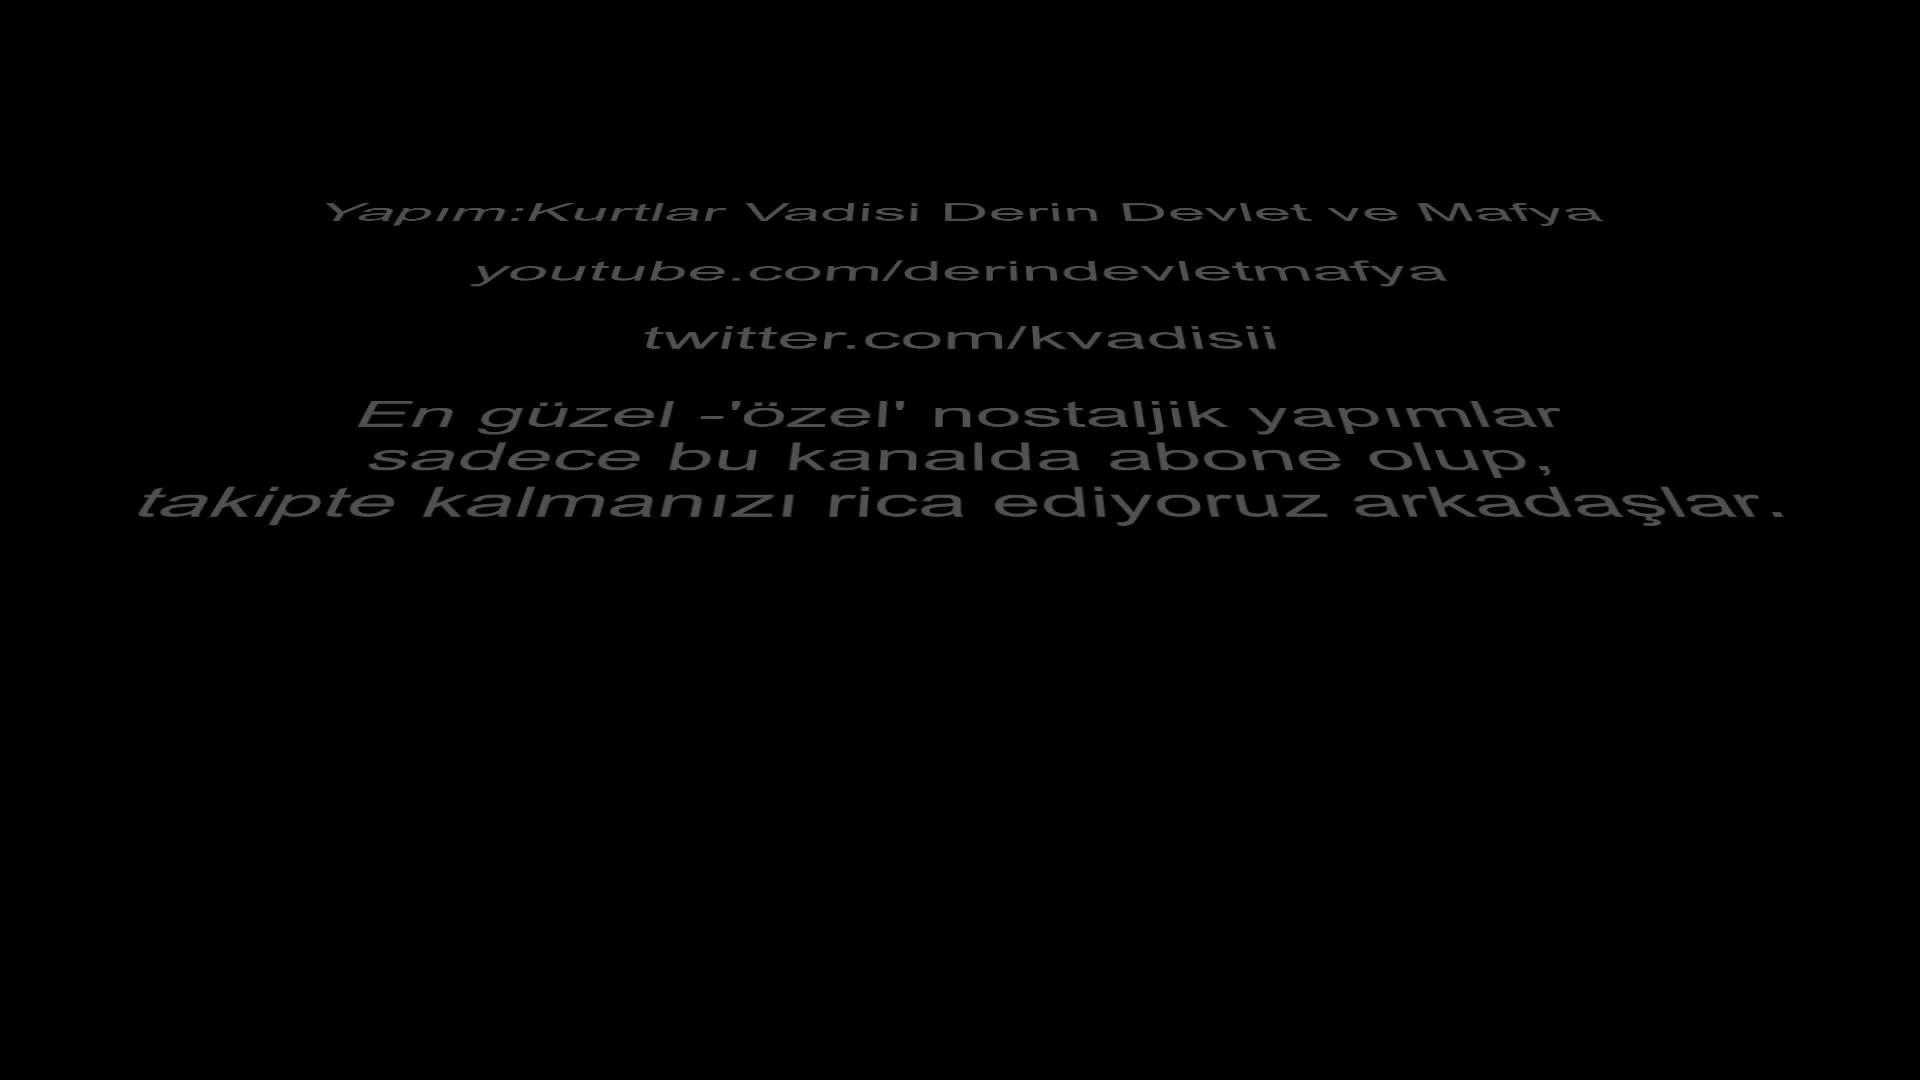 Yapım:Kurtlar Vadisi Derin Devlet ve Mafya
youtube.com/derindevletmafya
twitter.com/kvadisii
En güzel -'özel' nostaljik yapımlar
sadece bu kanalda abone olup,
takipte kalmanızı rica ediyoruz arkadaşlar.